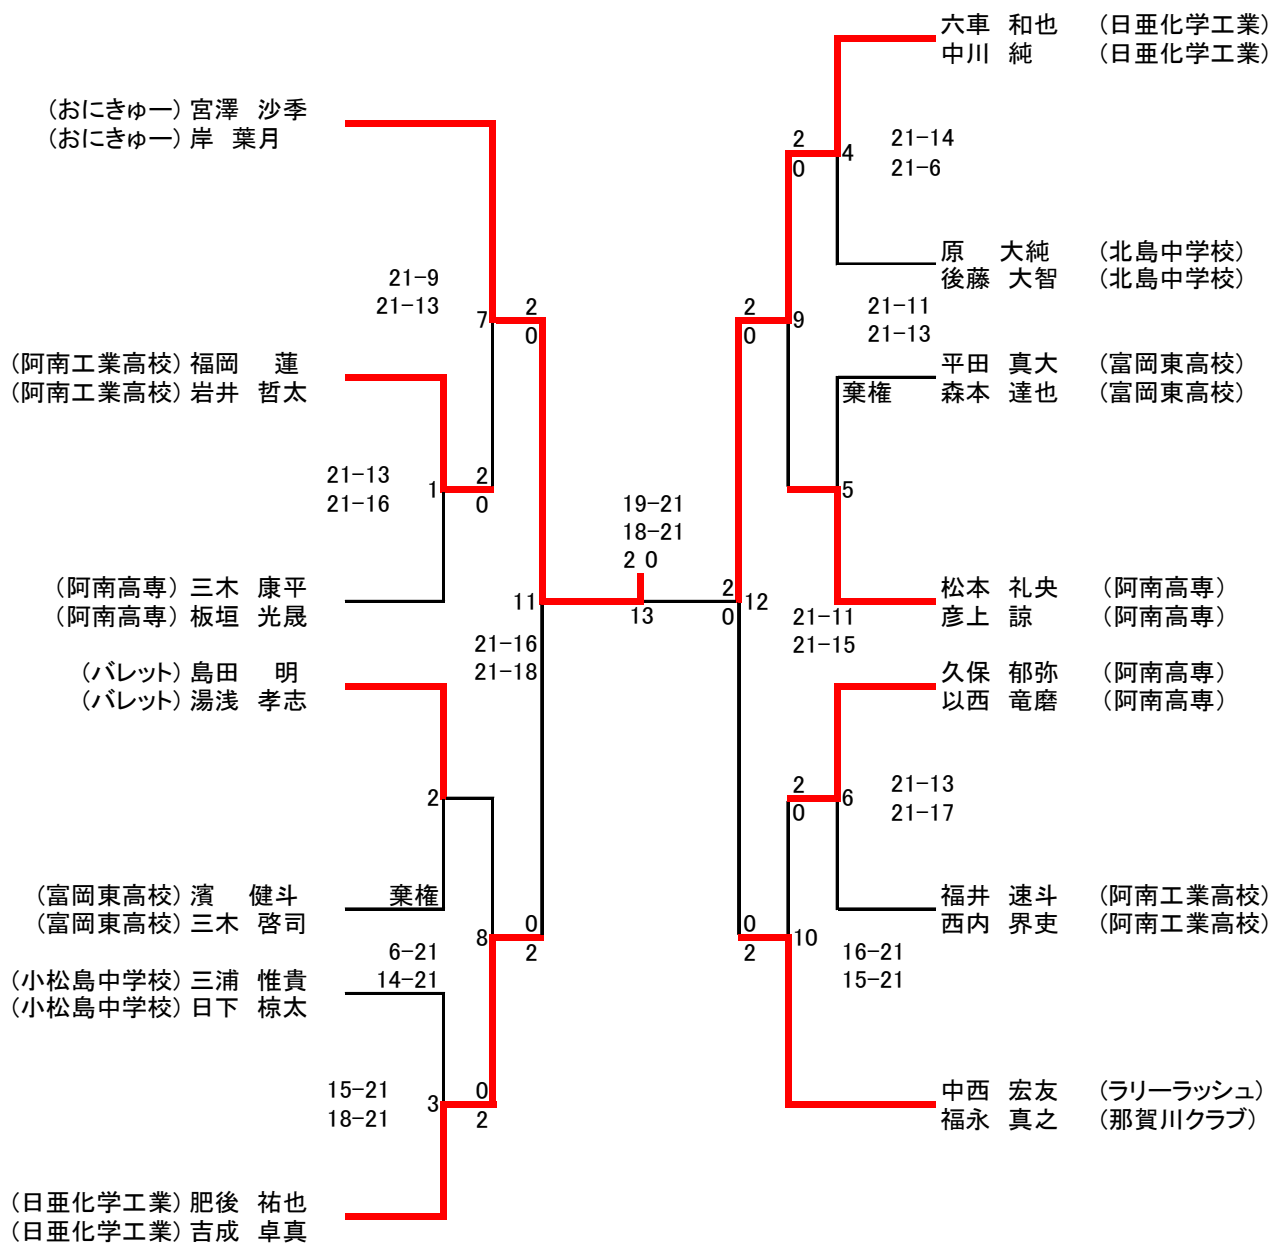 六車 和也 (日亜化学工業)
中川 純 (日亜化学工業)
(おにきゅー) 宮澤 沙季
(おにきゅー) 岸 葉月
2
0
4
21-14
21-6
原 大純 (北島中学校)
後藤 大智 (北島中学校)
21-9
21-13
7
2
0
2
0
9
21-11
21-13
(阿南工業高校) 福岡 蓮
(阿南工業高校) 岩井 哲太
平田 真大 (富岡東高校)
森本 達也 (富岡東高校)
棄権
21-13
21-16
1
2
0
5
19-21
18-21
2 0
(阿南高専) 三木 康平
(阿南高専) 板垣 光晟
11
13
2
0
12
松本 礼央 (阿南高専)
彦上 諒 (阿南高専)
21-11
21-15
21-16
21-18
(バレット) 島田 明
(バレット) 湯浅 孝志
久保 郁弥 (阿南高専)
以西 竜磨 (阿南高専)
2
2
0
6
21-13
21-17
(富岡東高校) 濱 健斗
(富岡東高校) 三木 啓司
棄権
福井 速斗 (阿南工業高校)
西内 界吏 (阿南工業高校)
8
0
2
0
2
10
6-21
14-21
16-21
15-21
(小松島中学校) 三浦 惟貴
(小松島中学校) 日下 椋太
15-21
18-21
3
0
2
中西 宏友 (ラリーラッシュ)
福永 真之 (那賀川クラブ)
(日亜化学工業) 肥後 祐也
(日亜化学工業) 吉成 卓真